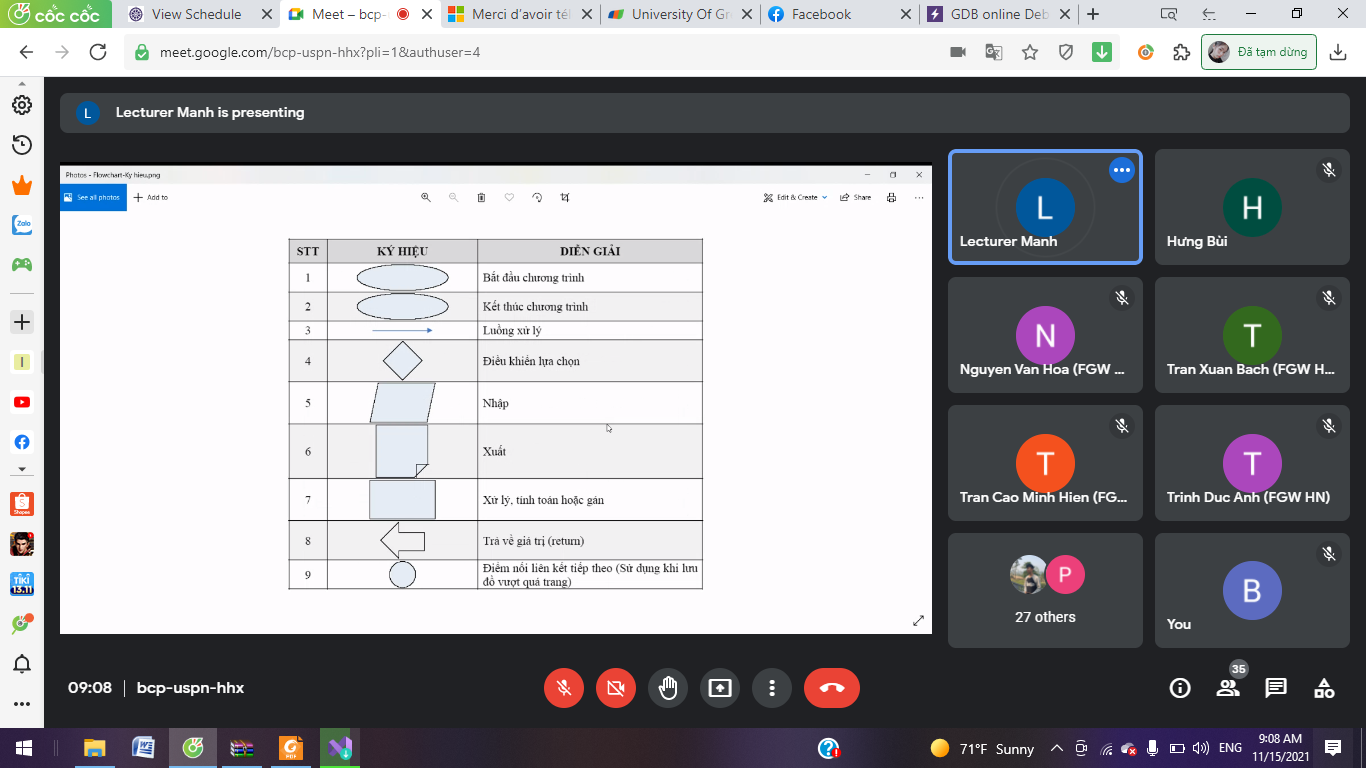 cốc cốc
View Schedule
Meet – bcp-
Merci d'avoir tél
University Of Gr
Facebook
GDB online Deb
meet.google.com/bcp-uspn-hhx?pli=1&authuser=4
Đã tạm dừng
L
Lecturer Manh is presenting
Photos - Flowchart-Ky hieu.png
See all photos
Add to
Edit & Create
Share
STT KÝ HIỆU DIỄN GIẢI
1 Bắt đầu chương trình
2 Kết thúc chương trình
3 Luồng xử lý
4 Điều khiển lựa chọn
5 Nhập
6 Xuất
7 Xử lý, tính toán hoặc gán
8 Trả về giá trị (return)
9 Điểm nối liên kết tiếp theo (Sử dụng khi lưu
đồ vượt quá trang)
L
Lecturer Manh
H
Hưng Bùi
N
Nguyen Van Hoa (FGW ...
T
Tran Xuan Bach (FGW H...
T
Tran Cao Minh Hien (FG...
T
Trinh Duc Anh (FGW HN)
P
27 others
B
You
Zalo
I
Shopee
TIKI
15.11
09:08 | bcp-uspn-hhx
35
71°F Sunny
ENG
9:08 AM
11/15/2021